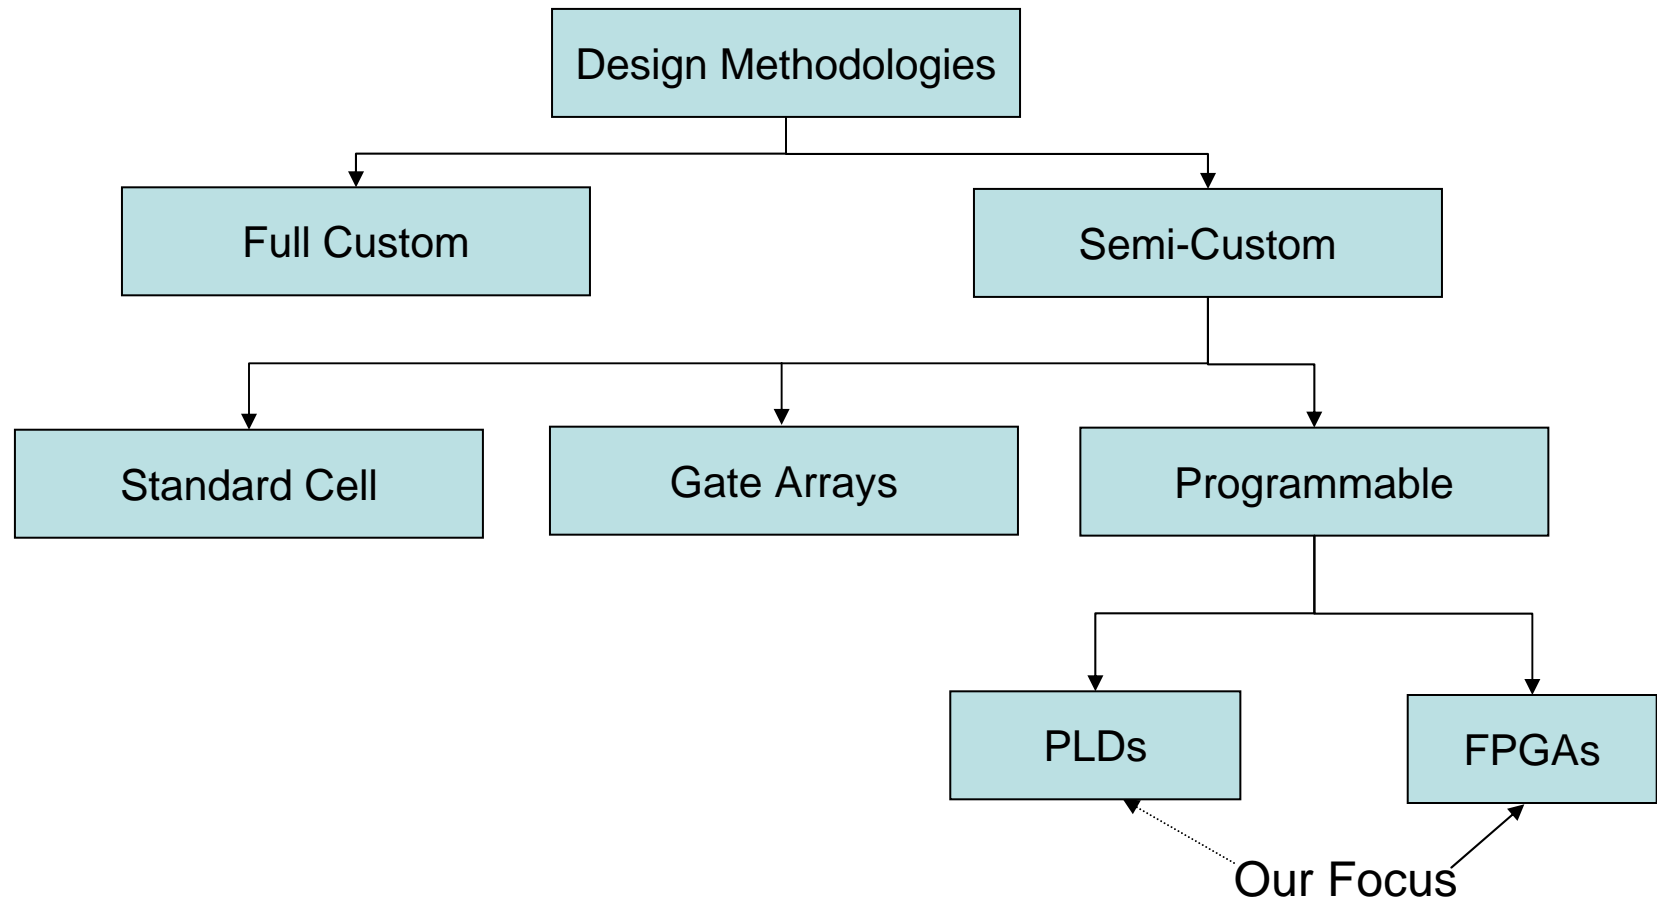 Design Methodologies
Full Custom
Semi-Custom
Standard Cell
Gate Arrays
Programmable
PLDs
FPGAs
Our Focus